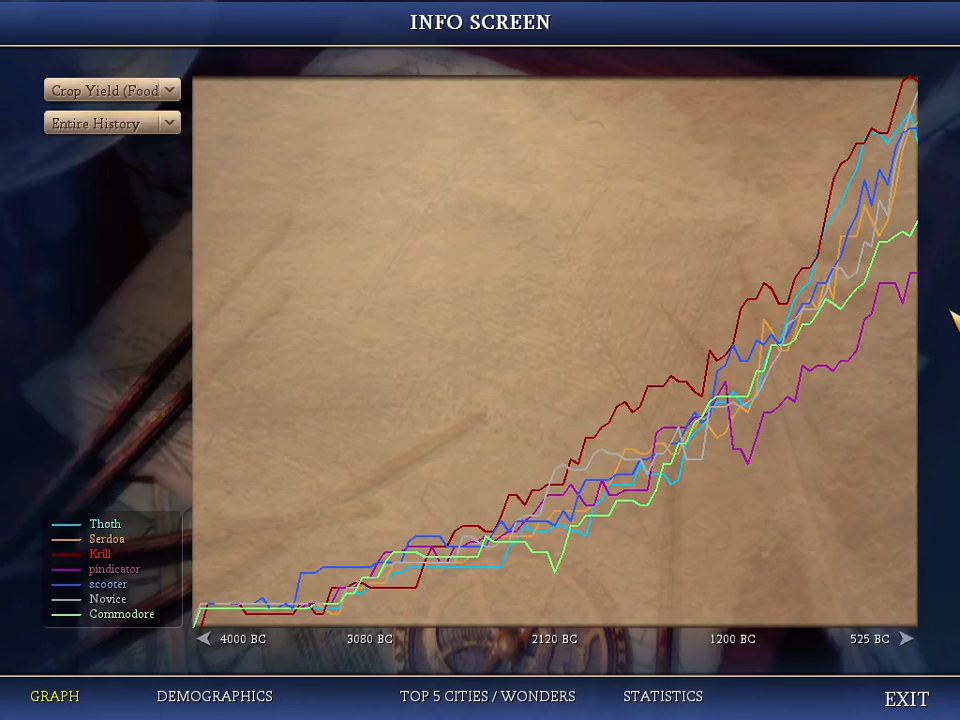 INFO SCREEN
Crop Yield (Food
Entire History
Thoth
Serdoa
Krill
pindicator
scooter
Novice
Commodore
4000 BC 3080 BC 2120 BC 1200 BC 525 BC
GRAPH DEMOGRAPHICS TOP 5 CITIES / WONDERS STATISTICS EXIT